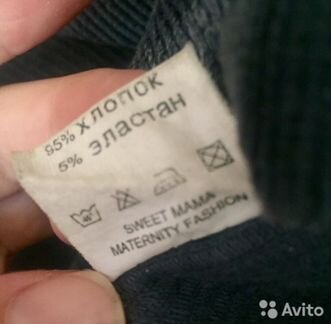 95% ХЛОПОК
5% ЭЛАСТАН
SWEET MAMA
MATERNITY FASHION
Avito